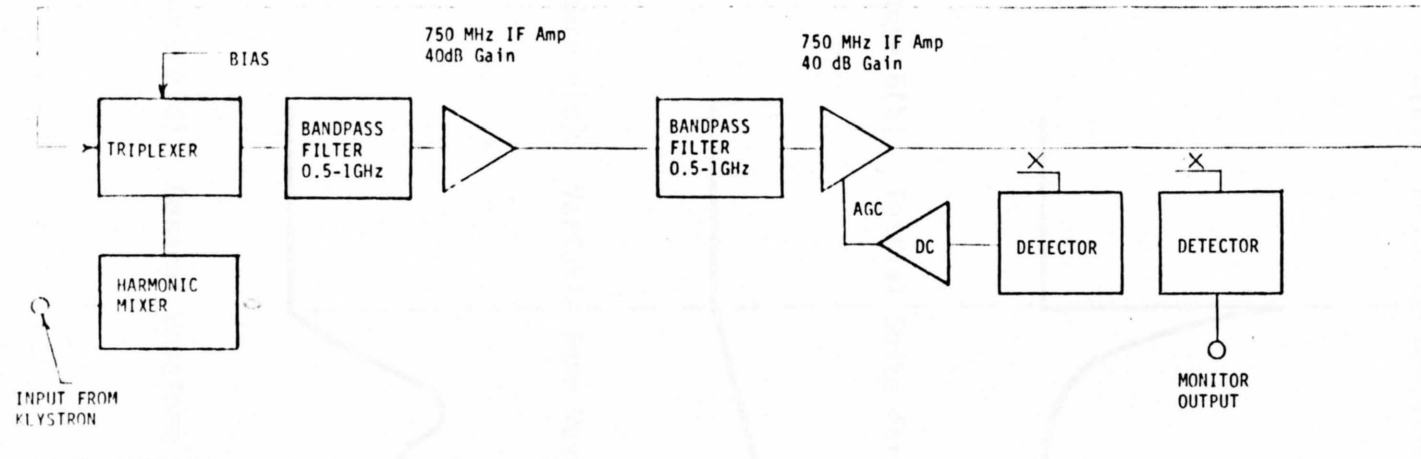 750 MHz IF Amp
40dB Gain
750 MHz IF Amp
40 dB Gain
BIAS
TRIPLEXER
BANDPASS
FILTER
0.5-1GHz
BANDPASS
FILTER
0.5-1GHz
AGC
DC
DETECTOR
DETECTOR
HARMONIC
MIXER
INPUT FROM
KLYSTRON
MONITOR
OUTPUT